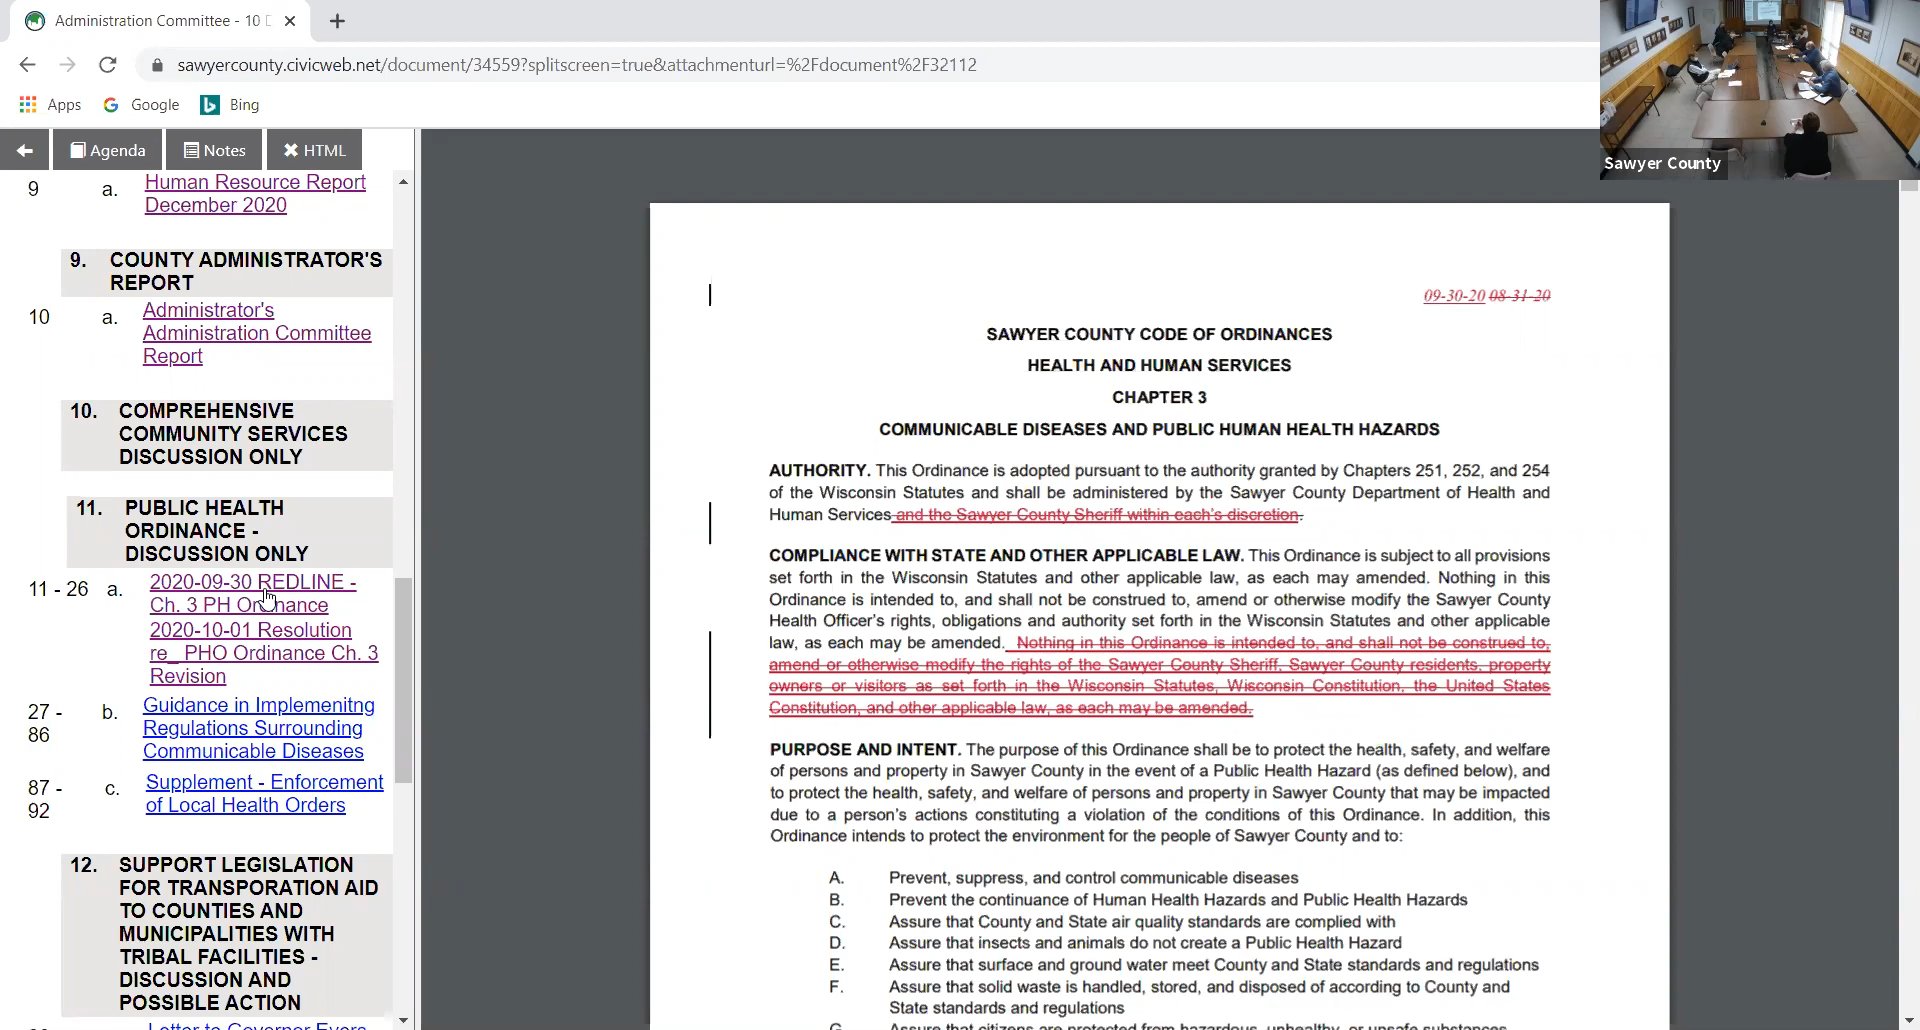 Administration Committee - 10
sawyercounty.civicweb.net/document/34559?splitscreen=true&attachmenturl=%2Fdocument%2F32112
Apps Google Bing
Agenda Notes HTML
Sawyer County
9 a. Human Resource Report
December 2020
9. COUNTY ADMINISTRATOR'S
REPORT
10 a. Administrator's
Administration Committee
Report
10. COMPREHENSIVE
COMMUNITY SERVICES
DISCUSSION ONLY
11. PUBLIC HEALTH
ORDINANCE -
DISCUSSION ONLY
11 - 26 a. 2020-09-30 REDLINE -
Ch. 3 PH Ordinance
2020-10-01 Resolution
re_ PHO Ordinance Ch. 3
Revision
27 - 86 b. Guidance in Implemenitng
Regulations Surrounding
Communicable Diseases
87 - 92 c. Supplement - Enforcement
of Local Health Orders
12. SUPPORT LEGISLATION
FOR TRANSPORATION AID
TO COUNTIES AND
MUNICIPALITIES WITH
TRIBAL FACILITIES -
DISCUSSION AND
POSSIBLE ACTION
Letter to Governor Evers
09-30-20 08-31-20
SAWYER COUNTY CODE OF ORDINANCES
HEALTH AND HUMAN SERVICES
CHAPTER 3
COMMUNICABLE DISEASES AND PUBLIC HUMAN HEALTH HAZARDS
AUTHORITY. This Ordinance is adopted pursuant to the authority granted by Chapters 251, 252, and 254
of the Wisconsin Statutes and shall be administered by the Sawyer County Department of Health and
Human Services and the Sawyer County Sheriff within each's discretion.
COMPLIANCE WITH STATE AND OTHER APPLICABLE LAW. This Ordinance is subject to all provisions
set forth in the Wisconsin Statutes and other applicable law, as each may amended. Nothing in this
Ordinance is intended to, and shall not be construed to, amend or otherwise modify the Sawyer County
Health Officer's rights, obligations and authority set forth in the Wisconsin Statutes and other applicable
law, as each may be amended. Nothing in this Ordinance is intended to, and shall not be construed to,
amend or otherwise modify the rights of the Sawyer County Sheriff, Sawyer County residents, property
owners or visitors as set forth in the Wisconsin Statutes, Wisconsin Constitution, the United States
Constitution, and other applicable law, as each may be amended.
PURPOSE AND INTENT. The purpose of this Ordinance shall be to protect the health, safety, and welfare
of persons and property in Sawyer County in the event of a Public Health Hazard (as defined below), and
to protect the health, safety, and welfare of persons and property in Sawyer County that may be impacted
due to a person's actions constituting a violation of the conditions of this Ordinance. In addition, this
Ordinance intends to protect the environment for the people of Sawyer County and to:
A. Prevent, suppress, and control communicable diseases
B. Prevent the continuance of Human Health Hazards and Public Health Hazards
C. Assure that County and State air quality standards are complied with
D. Assure that insects and animals do not create a Public Health Hazard
E. Assure that surface and ground water meet County and State standards and regulations
F. Assure that solid waste is handled, stored, and disposed of according to County and
State standards and regulations
G. Assure that citizens are protected from hazardous, unhealthy, or unsafe substances